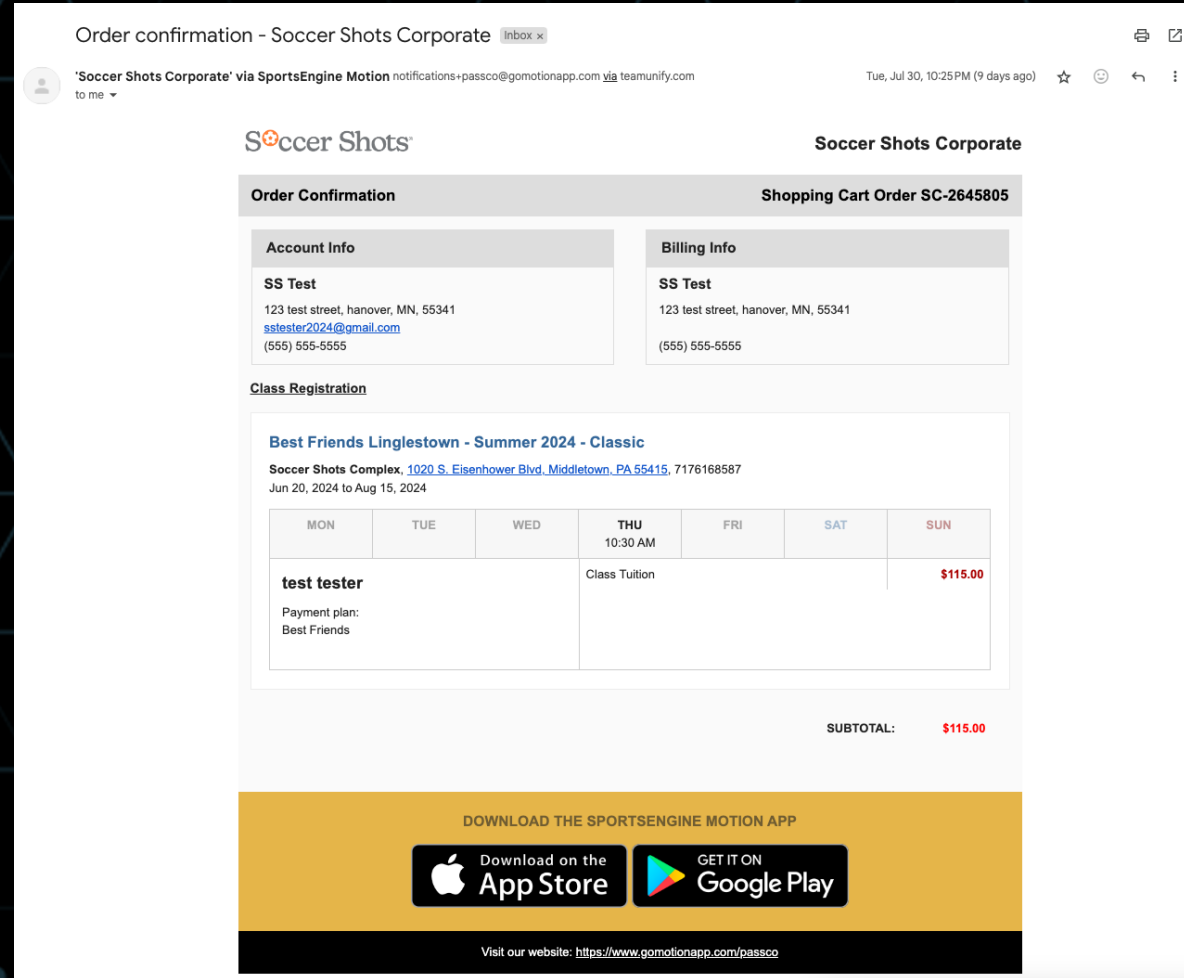 Order confirmation - Soccer Shots Corporate Inbox ×
'Soccer Shots Corporate' via SportsEngine Motion notifications+passco@gomotionapp.com via teamunify.com
Tue, Jul 30, 10:25 PM (9 days ago)
to me
Soccer Shots
Soccer Shots Corporate
Order Confirmation
Shopping Cart Order SC-2645805
Account Info
SS Test
123 test street, hanover, MN, 55341
sstester2024@gmail.com
(555) 555-5555
Billing Info
SS Test
123 test street, hanover, MN, 55341
(555) 555-5555
Class Registration
Best Friends Linglestown - Summer 2024 - Classic
Soccer Shots Complex, 1020 S. Eisenhower Blvd, Middletown, PA 55415, 7176168587
Jun 20, 2024 to Aug 15, 2024
MON TUE WED THU FRI SAT SUN
10:30 AM
test tester
Payment plan:
Best Friends
Class Tuition $115.00
SUBTOTAL: $115.00
DOWNLOAD THE SPORTSENGINE MOTION APP
Download on the
App Store
GET IT ON
Google Play
Visit our website: https://www.gomotionapp.com/passco